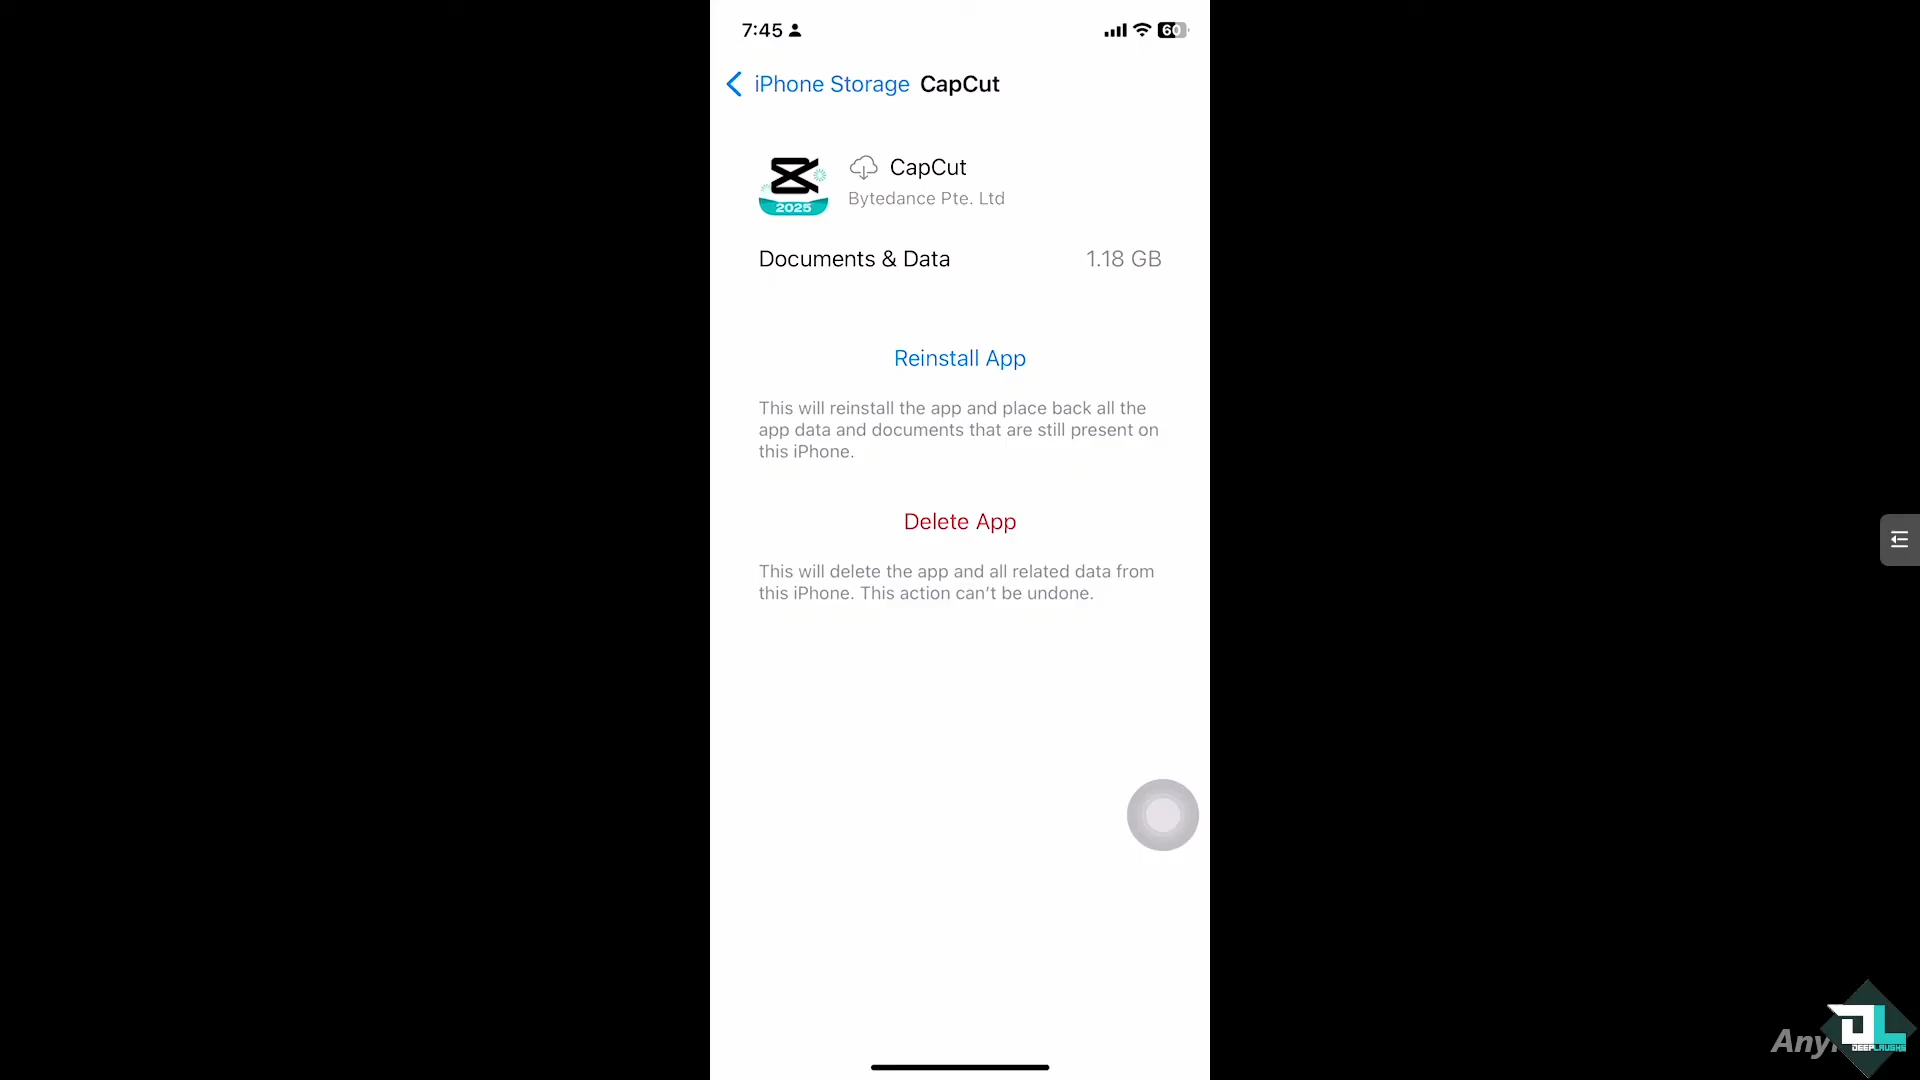 7:45
60
iPhone Storage CapCut
CapCut
2025
Bytedance Pte. Ltd
Documents & Data 1.18 GB
Reinstall App
This will reinstall the app and place back all the
app data and documents that are still present on
this iPhone.
Delete App
This will delete the app and all related data from
this iPhone. This action can’t be undone.
DL
DEEPLAUGHS